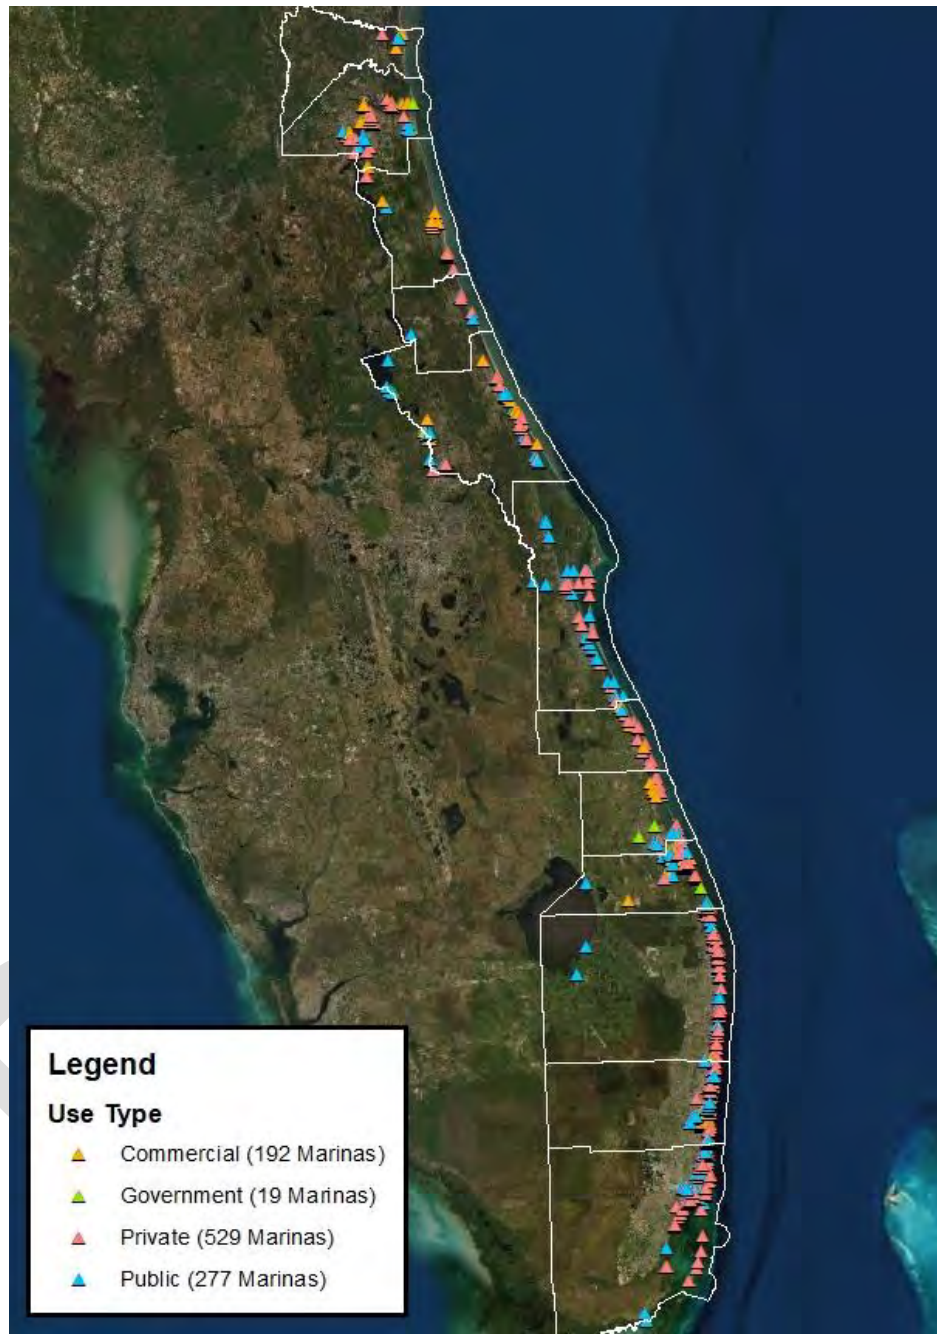 Legend
Use Type
Commercial (192 Marinas)
Government (19 Marinas)
Private (529 Marinas)
Public (277 Marinas)